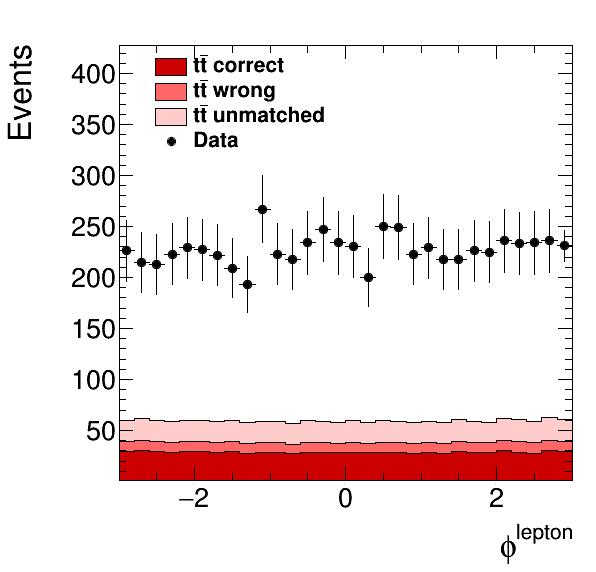 Events
400
350
300
250
200
150
100
50
tt̄ correct
tt̄ wrong
tt̄ unmatched
Data
−2 0 2
ϕ^lepton